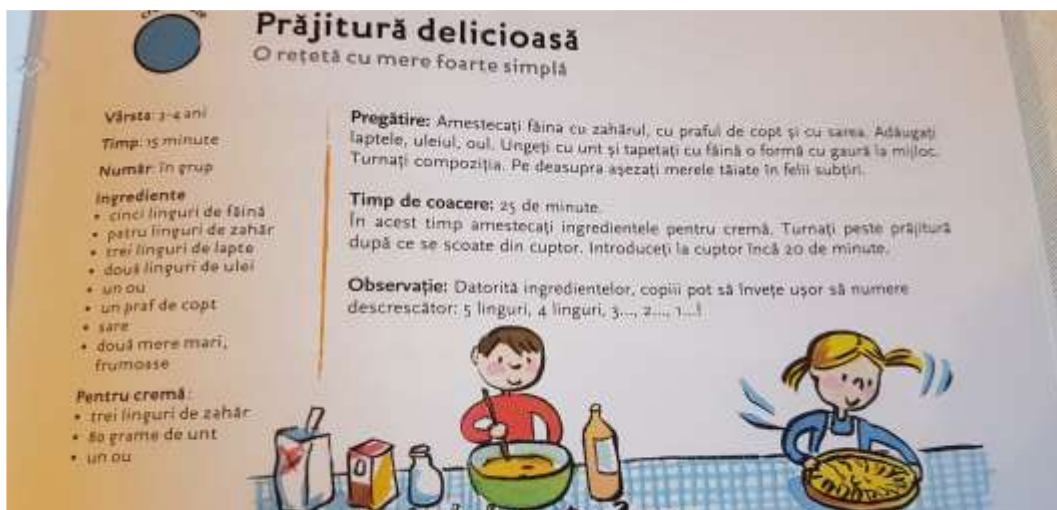 Prăjitură delicioasă
O rețetă cu mere foarte simplă
Vârsta: 3-4 ani
Timp: 15 minute
Număr: în grup
Ingrediente
• cinci linguri de făină
• patru linguri de zahăr
• trei linguri de lapte
• două linguri de ulei
• un ou
• un praf de copt
• sare
• două mere mari,
frumoase
Pentru cremă:
• trei linguri de zahăr
• 80 grame de unt
• un ou
Pregătire: Amestecați făina cu zahărul, cu praful de copt și cu sarea. Adăugați
laptele, uleiul, oul. Ungeți cu unt și tapetați cu făină o formă cu gaură la mijloc.
Turnați compoziția. Pe deasupra așezați merele tăiate în felii subțiri.
Timp de coacere: 25 de minute.
În acest timp amestecați ingredientele pentru cremă. Turnați peste prăjitură
după ce se scoate din cuptor. Introduceți la cuptor încă 20 de minute.
Observație: Datorită ingredientelor, copiii pot să învețe ușor să numere
descrescător: 5 linguri, 4 linguri, 3..., 2..., 1...!